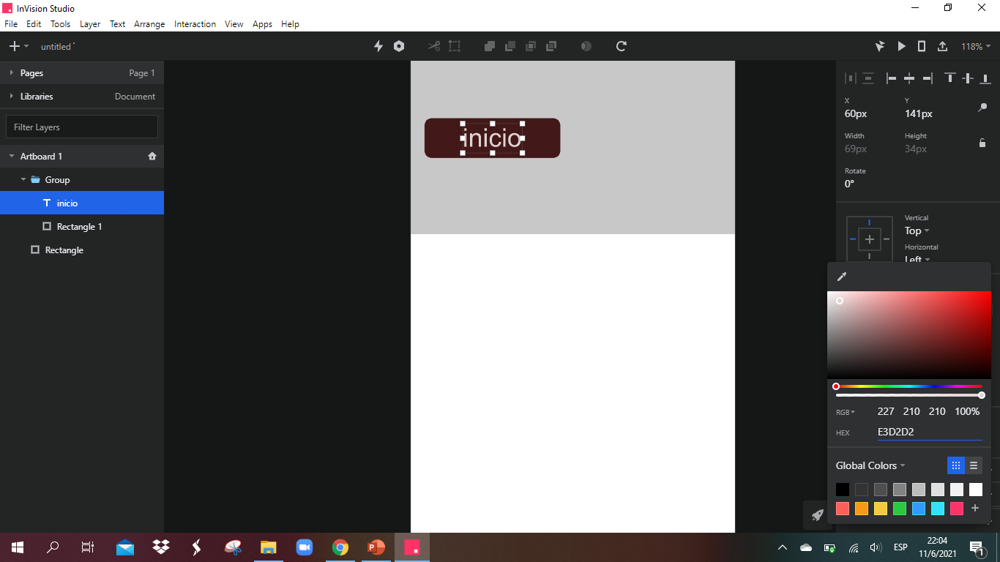 InVision Studio
File Edit Tools Layer Text Arrange Interaction View Apps Help
untitled
118%
Pages Page 1
Libraries Document
Filter Layers
Artboard 1
Group
inicio
Rectangle 1
Rectangle
inicio
X Y
60px 141px
Width Height
69px 34px
Rotate
0°
Vertical
Top
Horizontal
Left
RGB 227 210 210 100%
HEX E3D2D2
Global Colors
ESP
22:04
11/6/2021
1